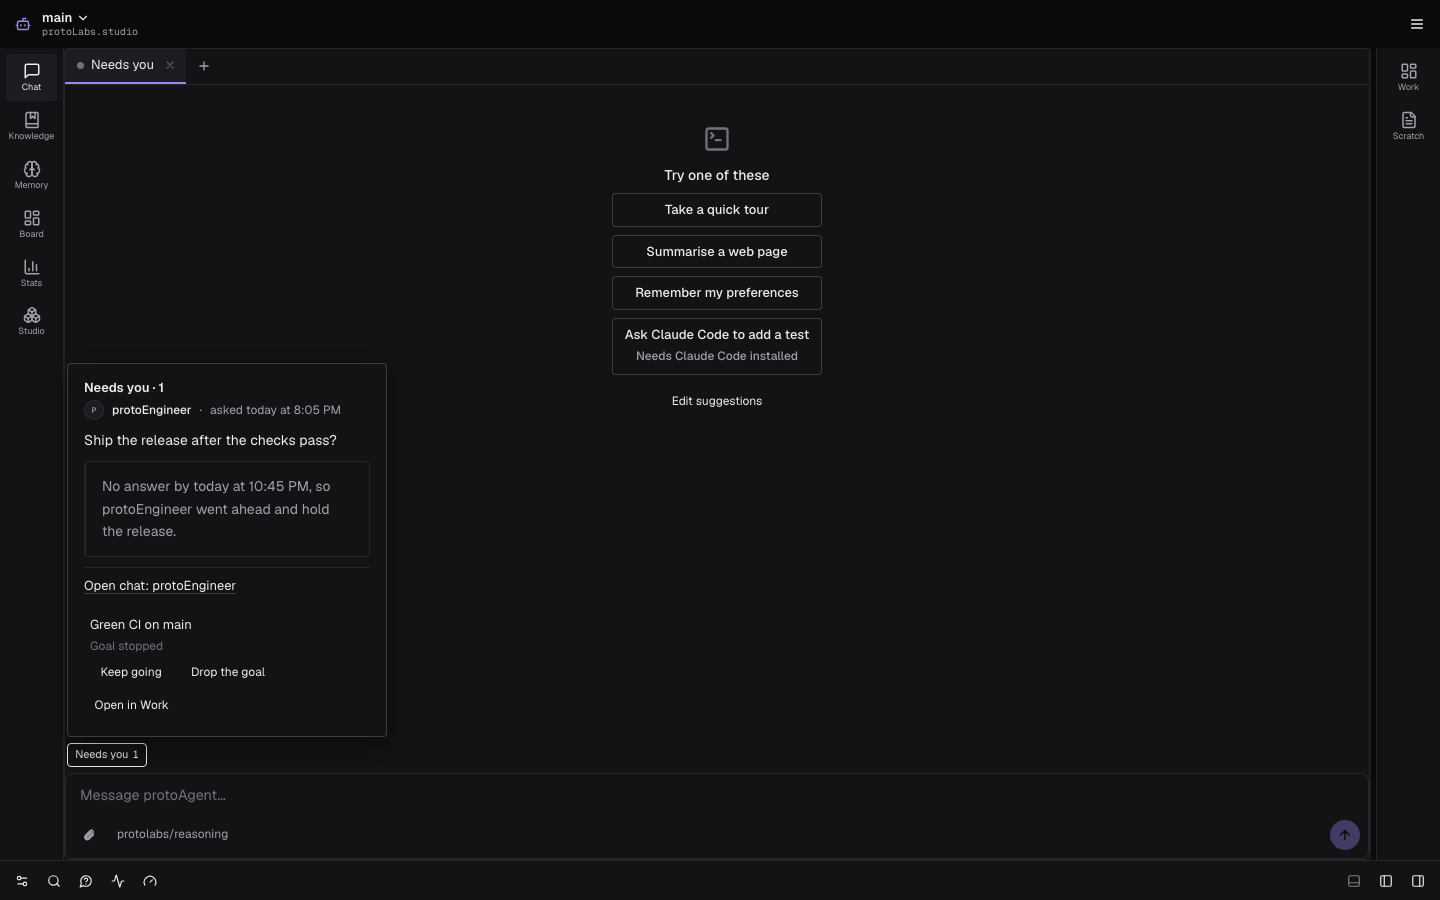 main
protoLabs.studio
Chat
Knowledge
Memory
Board
Stats
Studio
Needs you
Work
Scratch
Try one of these
Take a quick tour
Summarise a web page
Remember my preferences
Ask Claude Code to add a test
Needs Claude Code installed
Edit suggestions
Needs you · 1
P protoEngineer · asked today at 8:05 PM
Ship the release after the checks pass?
No answer by today at 10:45 PM, so
protoEngineer went ahead and hold
the release.
Open chat: protoEngineer
Green CI on main
Goal stopped
Keep going Drop the goal
Open in Work
Needs you 1
Message protoAgent…
protolabs/reasoning